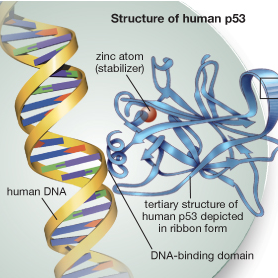 Structure of human p53
zinc atom
(stabilizer)
human DNA
tertiary structure of
human p53 depicted
in ribbon form
DNA-binding domain